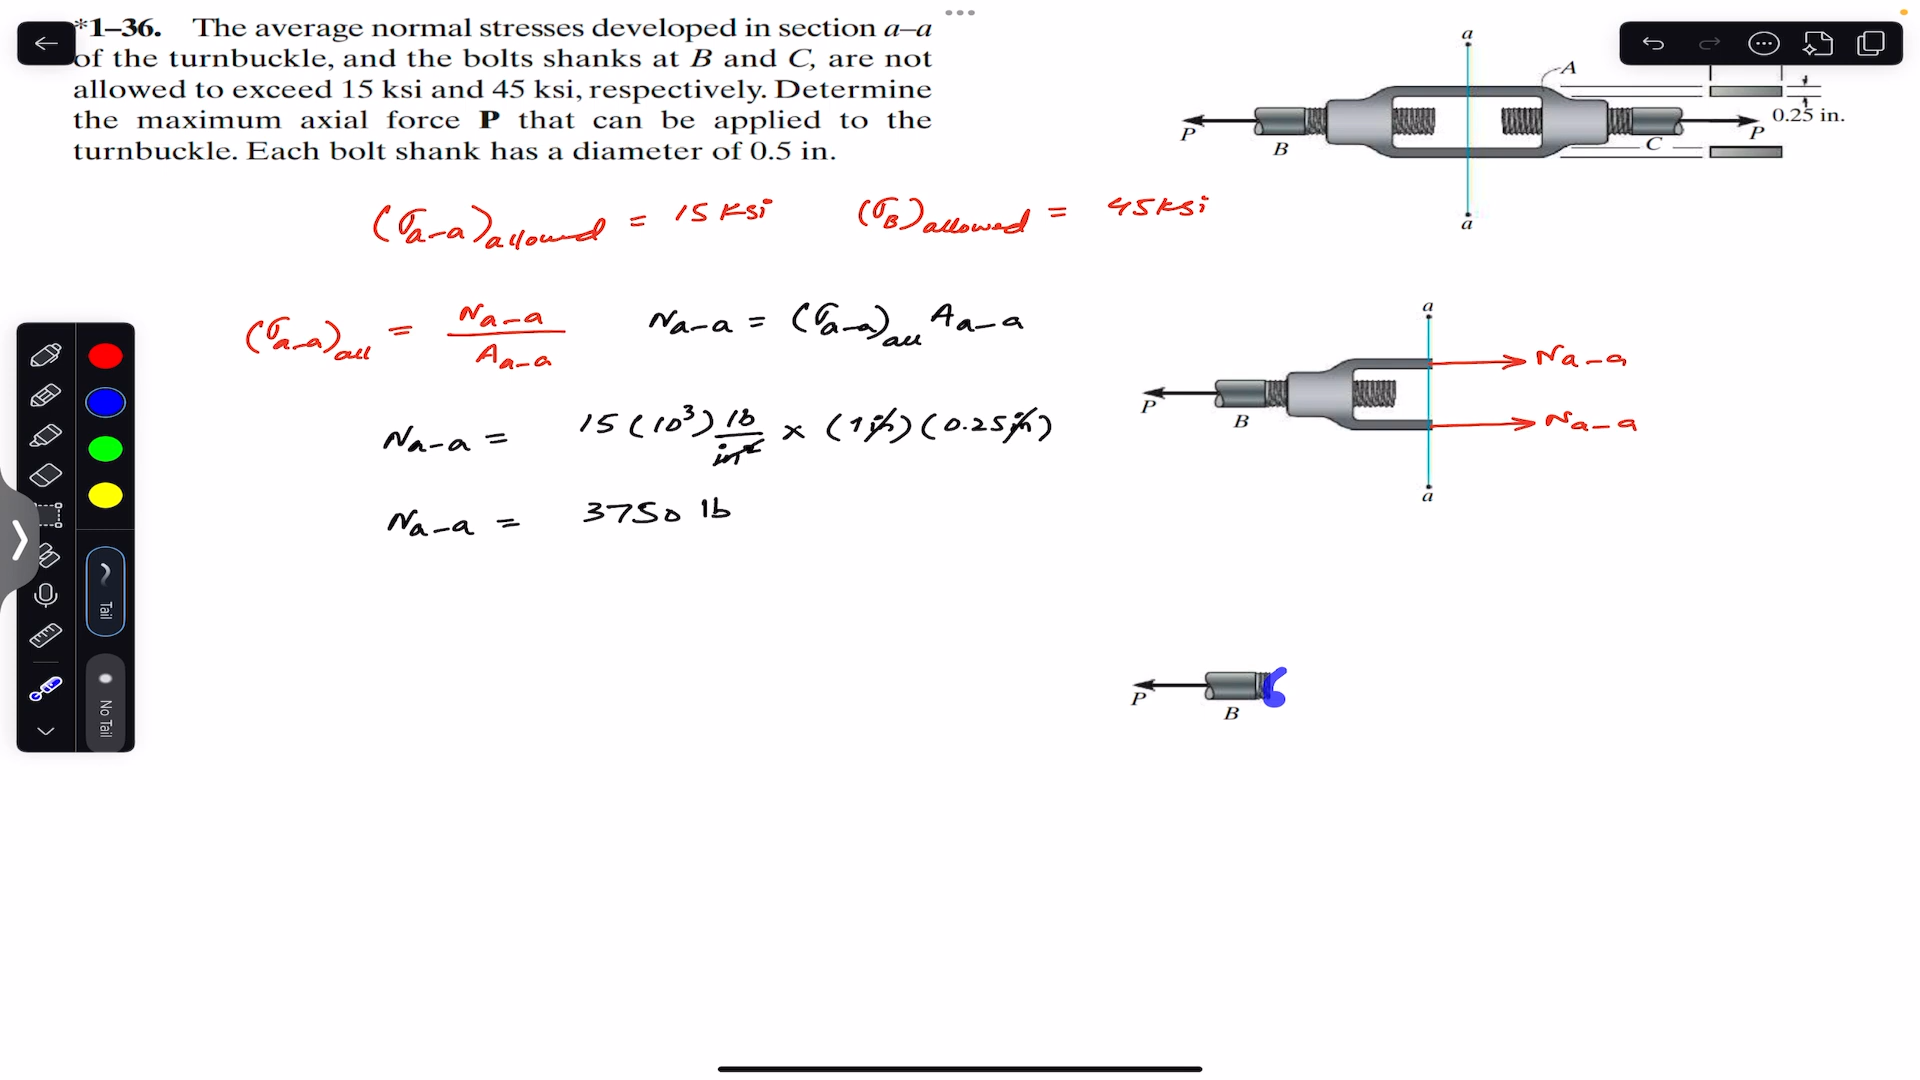 *1–36. The average normal stresses developed in section a–a
of the turnbuckle, and the bolts shanks at B and C, are not
allowed to exceed 15 ksi and 45 ksi, respectively. Determine
the maximum axial force P that can be applied to the
turnbuckle. Each bolt shank has a diameter of 0.5 in.
a
A
0.25 in.
P
B
C
P
a
(σa-a)allowed = 15 ksi (σB)allowed = 45 ksi
(σa-a)all = Na-a / Aa-a Na-a = (σa-a)all Aa-a
Na-a = 15 (10³) lb/in² × (1 in) (0.25 in)
Na-a = 3750 lb
a
Na-a
P
B
Na-a
a
P
B
Tail
No Tail